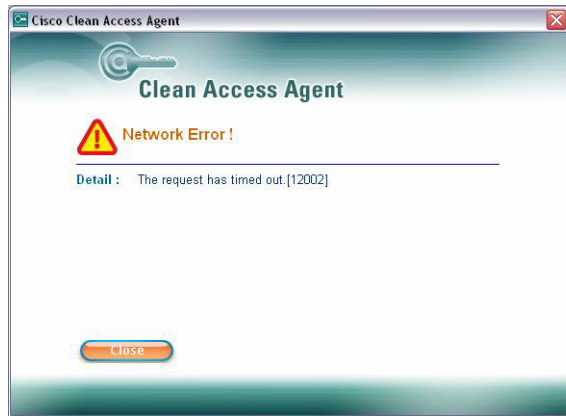 Cisco Clean Access Agent
Clean Access Agent
Network Error !
Detail : The request has timed out.[12002]
Close